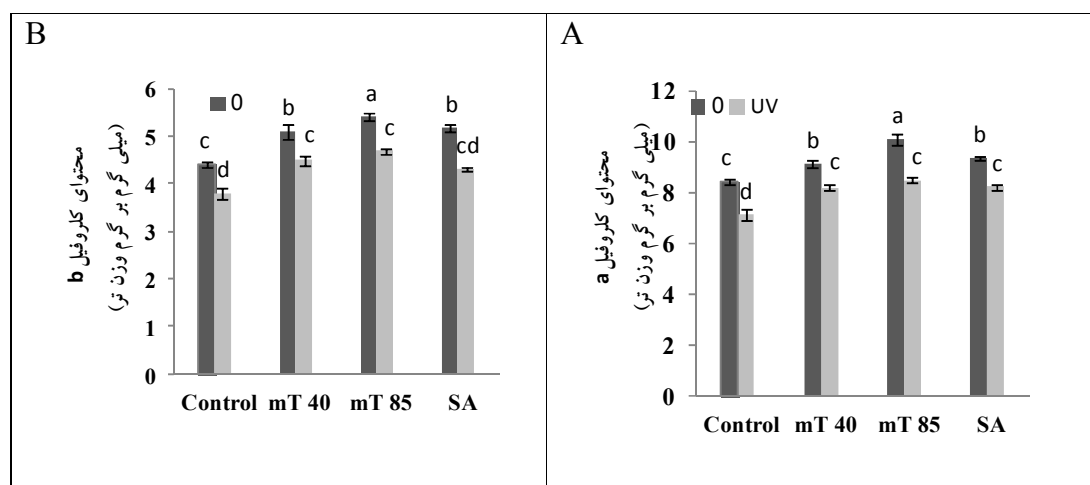 B
محتوای کلروفیل b
(میلی گرم بر گرم وزن تر)
6
5
4
3
2
1
0
0
c
d
b
c
a
c
b
cd
Control mT 40 mT 85 SA
A
محتوای کلروفیل a
(میلی گرم بر گرم وزن تر)
12
10
8
6
4
2
0
0 UV
c
d
b
c
a
c
b
c
Control mT 40 mT 85 SA